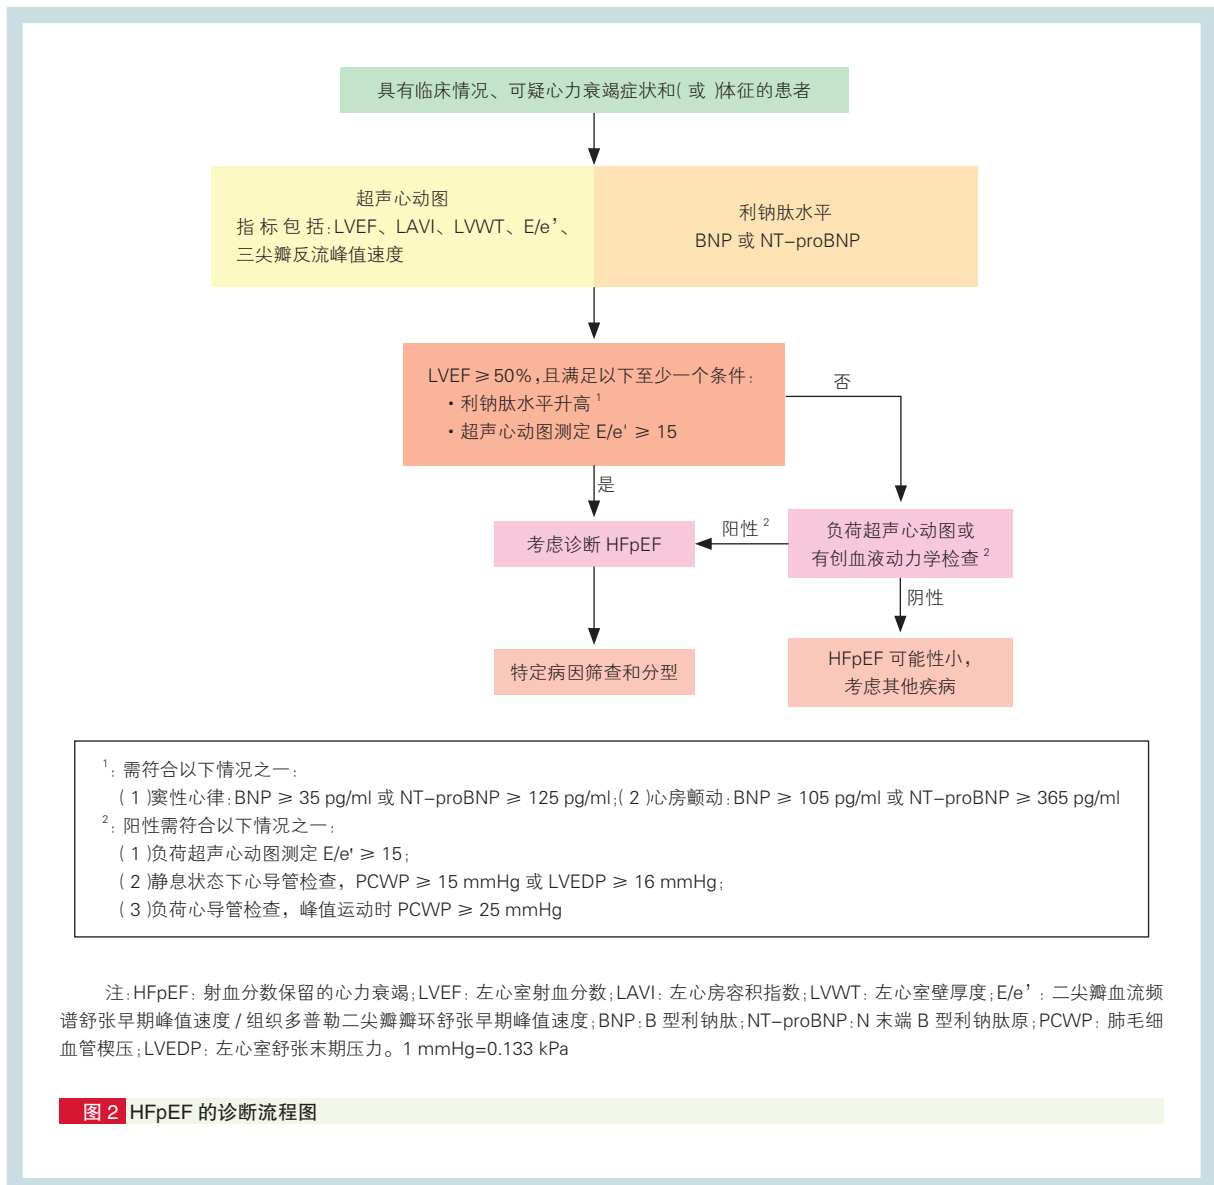 具有临床情况、可疑心力衰竭症状和(或)体征的患者
超声心动图
指标包括:LVEF、LAVI、LVWT、E/e’、
三尖瓣反流峰值速度
利钠肽水平
BNP 或 NT-proBNP
LVEF ≥ 50%,且满足以下至少一个条件:
·利钠肽水平升高 1
·超声心动图测定 E/e' ≥ 15
否
是
考虑诊断 HFpEF
阳性 2
负荷超声心动图或
有创血液动力学检查 2
阴性
特定病因筛查和分型
HFpEF 可能性小,
考虑其他疾病
1: 需符合以下情况之一:
(1)窦性心律:BNP ≥ 35 pg/ml 或 NT-proBNP ≥ 125 pg/ml;(2)心房颤动:BNP ≥ 105 pg/ml 或 NT-proBNP ≥ 365 pg/ml
2: 阳性需符合以下情况之一:
(1)负荷超声心动图测定 E/e' ≥ 15;
(2)静息状态下心导管检查, PCWP ≥ 15 mmHg 或 LVEDP ≥ 16 mmHg;
(3)负荷心导管检查, 峰值运动时 PCWP ≥ 25 mmHg
注:HFpEF: 射血分数保留的心力衰竭;LVEF: 左心室射血分数;LAVI: 左心房容积指数;LVWT: 左心室壁厚度;E/e’: 二尖瓣血流频
谱舒张早期峰值速度 / 组织多普勒二尖瓣瓣环舒张早期峰值速度;BNP:B 型利钠肽;NT-proBNP:N 末端 B 型利钠肽原;PCWP: 肺毛细
血管楔压;LVEDP: 左心室舒张末期压力。1 mmHg=0.133 kPa
图 2 HFpEF 的诊断流程图